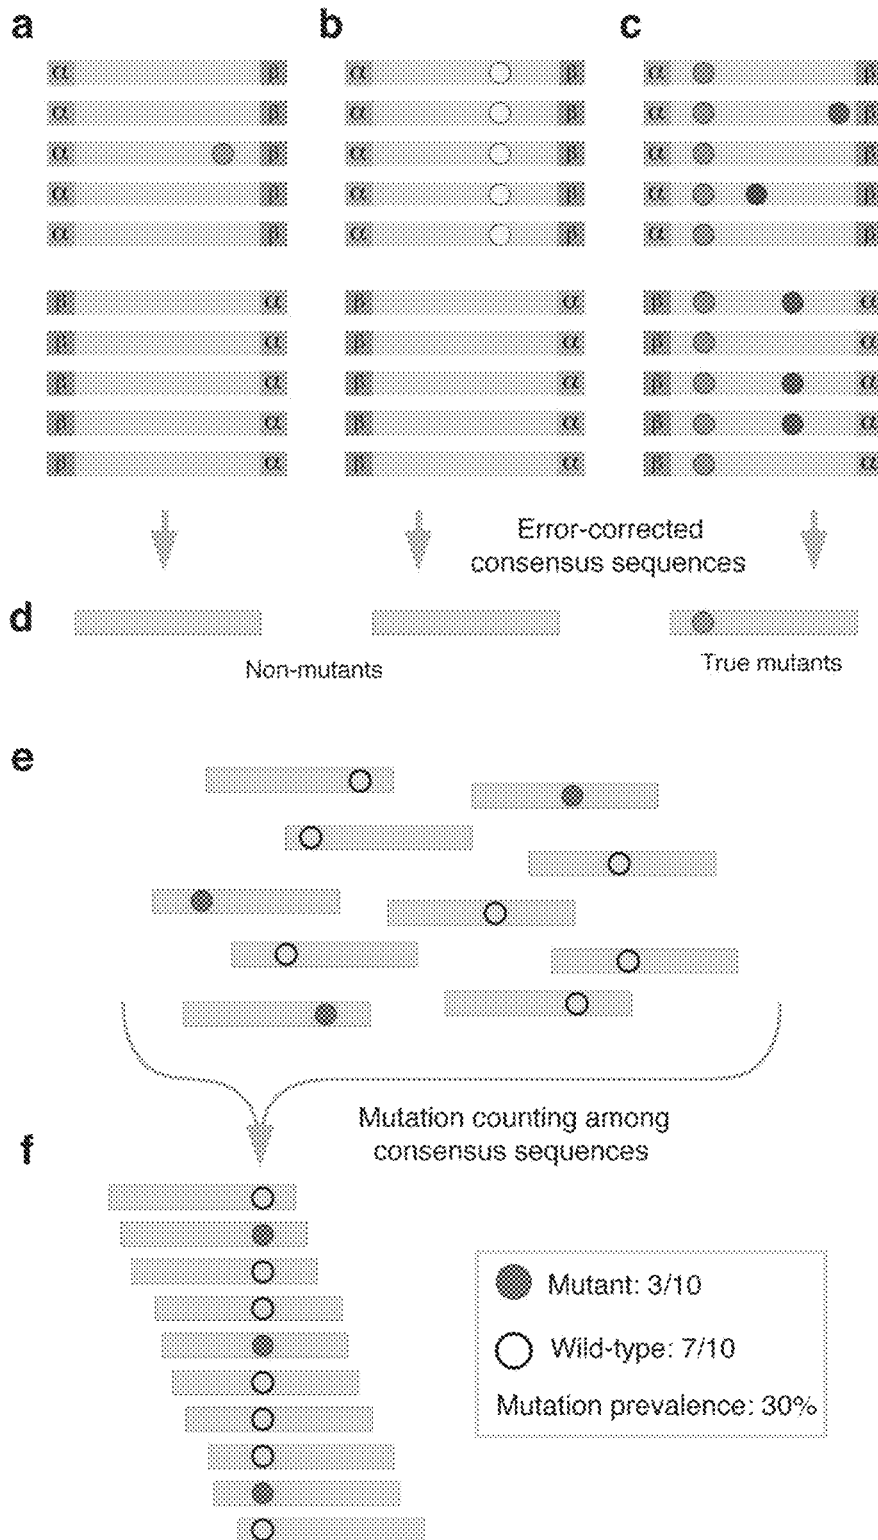 a b c
α β α β α β
α β α β α β
α β α β α β
α β α β α β
α β α β α β
β α β α β α
β α β α β α
β α β α β α
β α β α β α
β α β α β α
Error-corrected
consensus sequences
d
Non-mutants
True mutants
e
Mutation counting among
consensus sequences
f
Mutant: 3/10
Wild-type: 7/10
Mutation prevalence: 30%